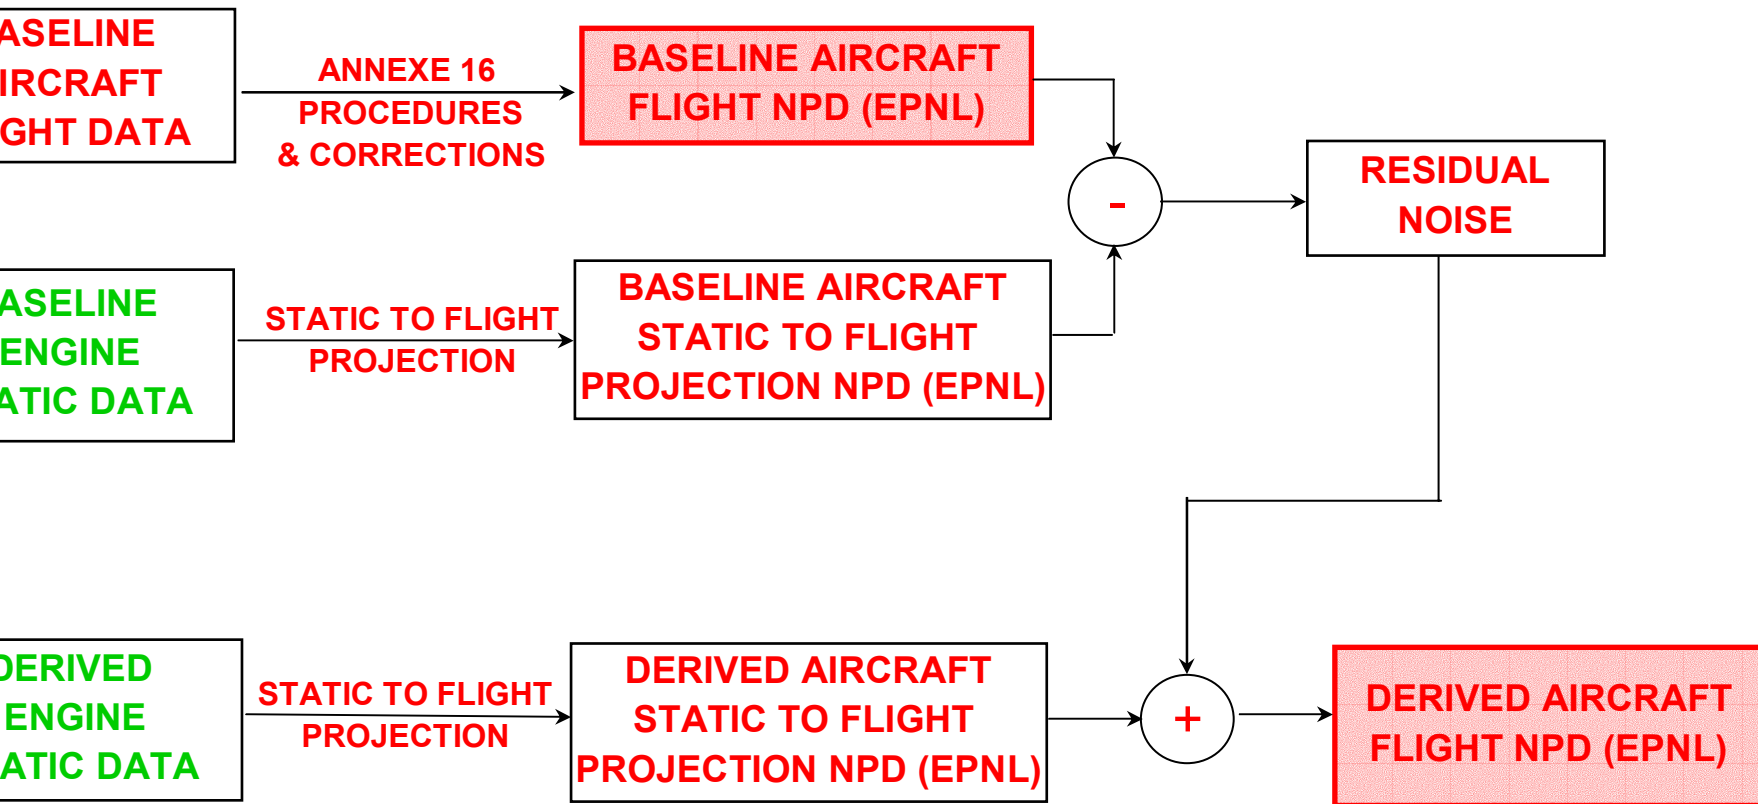 ASELINE
IRCRAFT
GHT DATA
ANNEXE 16
PROCEDURES
& CORRECTIONS
BASELINE AIRCRAFT
FLIGHT NPD (EPNL)
-
RESIDUAL
NOISE
ASELINE
ENGINE
ATIC DATA
STATIC TO FLIGHT
PROJECTION
BASELINE AIRCRAFT
STATIC TO FLIGHT
PROJECTION NPD (EPNL)
DERIVED
ENGINE
ATIC DATA
STATIC TO FLIGHT
PROJECTION
DERIVED AIRCRAFT
STATIC TO FLIGHT
PROJECTION NPD (EPNL)
+
DERIVED AIRCRAFT
FLIGHT NPD (EPNL)